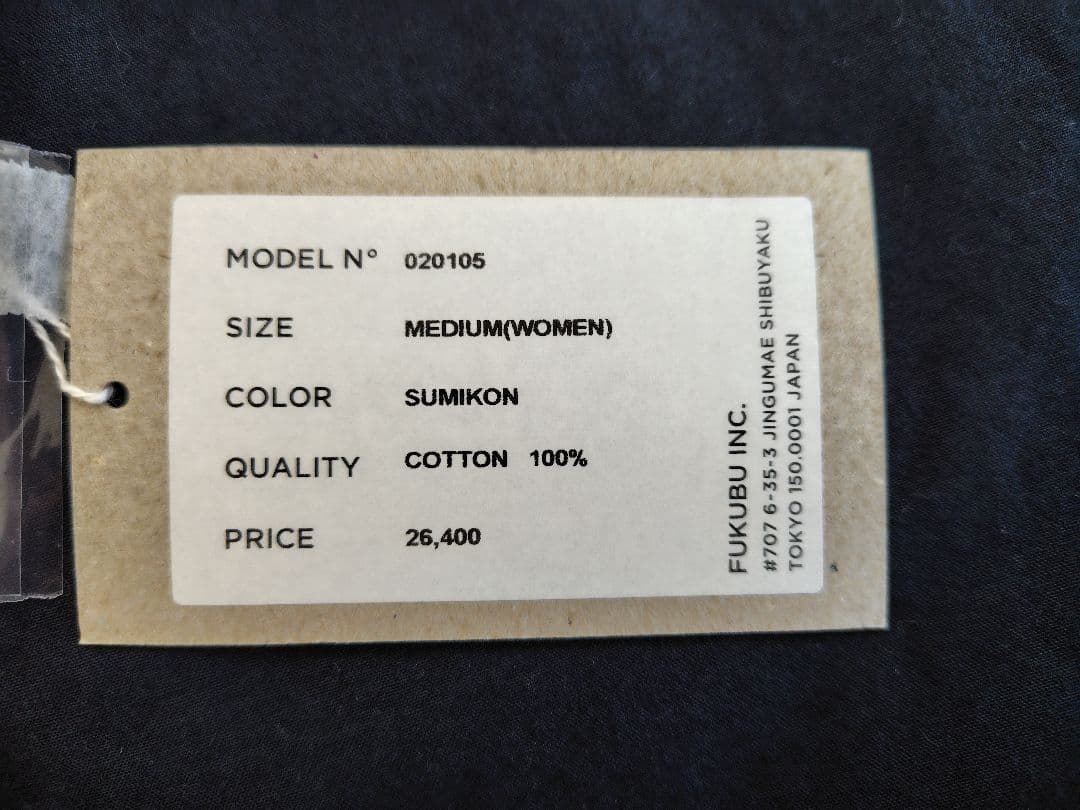 MODEL N° 020105
SIZE MEDIUM(WOMEN)
COLOR SUMIKON
QUALITY COTTON 100%
PRICE 26,400
FUKUBU INC.
#707 6-35-3 JINGUMAE SHIBUYAKU
TOKYO 150.0001 JAPAN